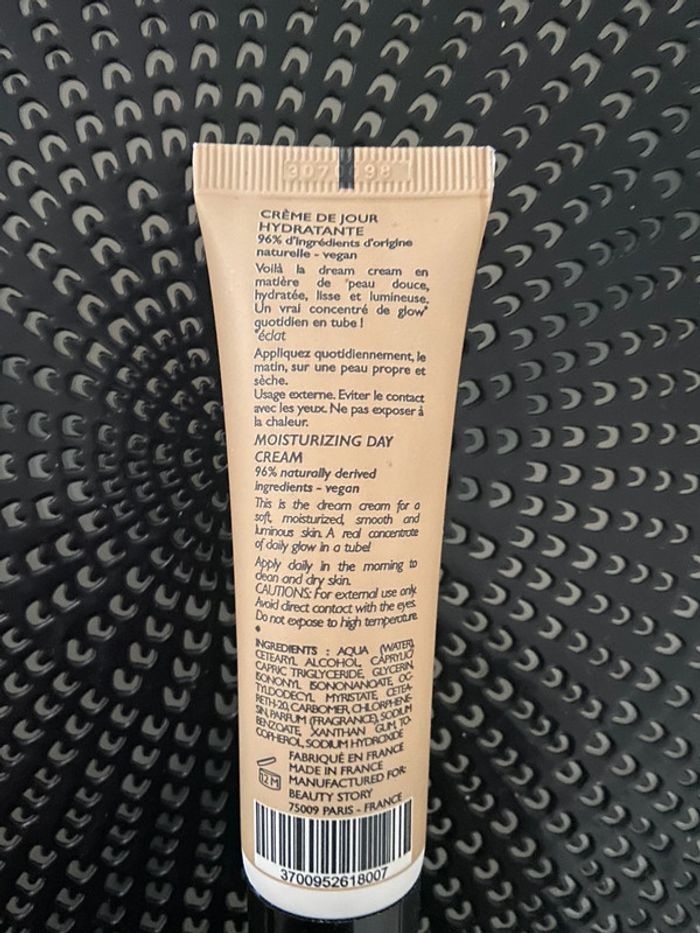 CRÈME DE JOUR
HYDRATANTE
96% d'ingrédients d'origine
naturelle - vegan
Voilà la dream cream en
matière de peau douce,
hydratée, lisse et lumineuse.
Un vrai concentré de glow*
quotidien en tube !
*éclat
Appliquez quotidiennement, le
matin, sur une peau propre et
sèche.
Usage externe. Eviter le contact
avec les yeux. Ne pas exposer à
la chaleur.
MOISTURIZING DAY
CREAM
96% naturally derived
ingredients - vegan
This is the dream cream for a
soft, moisturized, smooth and
luminous skin. A real concentrate
of daily glow in a tube!
Apply daily in the morning to
clean and dry skin.
CAUTIONS: For external use only.
Avoid direct contact with the eyes.
Do not expose to high temperature
INGREDIENTS : AQUA (WATER),
CETEARYL ALCOHOL, CAPRYLIC/
CAPRIC TRIGLYCERIDE, GLYCERIN,
ISONONYL ISONONANOATE, OC-
TYLDODECYL MYRISTATE, CETEA-
RETH-20, CARBOMER, CHLORPHENE-
SIN, PARFUM (FRAGRANCE), SODIUM
BENZOATE, XANTHAN GUM, TO-
COPHEROL, SODIUM HYDROXIDE
FABRIQUÉ EN FRANCE
MADE IN FRANCE
12 M
MANUFACTURED FOR
BEAUTY STORY
75009 PARIS - FRANCE
3700952618007